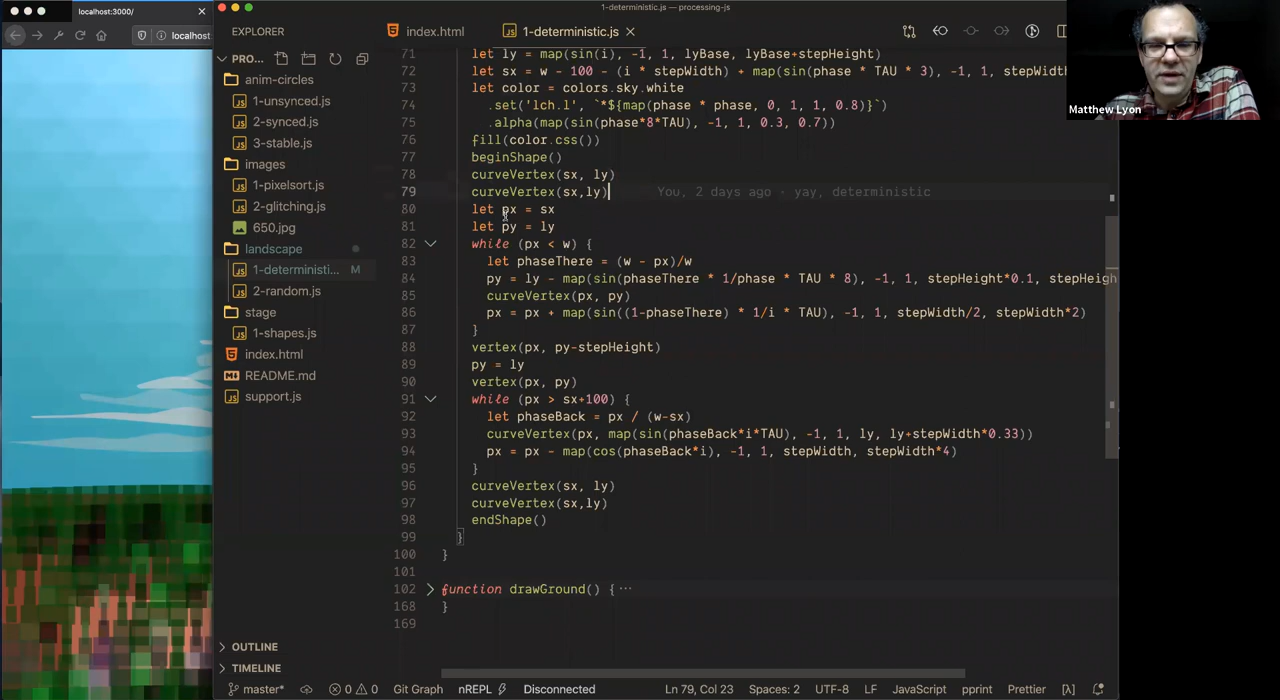 localhost:3000/
localhost
1-deterministic.js — processing-js
EXPLORER
PRO...
anim-circles
1-unsynced.js
2-synced.js
3-stable.js
images
1-pixelsort.js
2-glitching.js
650.jpg
landscape
1-deterministi... M
2-random.js
stage
1-shapes.js
index.html
README.md
support.js
OUTLINE
TIMELINE
index.html
1-deterministic.js
71 let ly = map(sin(i), -1, 1, lyBase, lyBase+stepHeight)
72 let sx = w - 100 - (i * stepWidth) + map(sin(phase * TAU * 3), -1, 1, stepWidth
73 let color = colors.sky.white
74 .set('lch.l', `*${map(phase * phase, 0, 1, 1, 0.8)}`)
75 .alpha(map(sin(phase*8*TAU), -1, 1, 0.3, 0.7))
76 fill(color.css())
77 beginShape()
78 curveVertex(sx, ly)
79 curveVertex(sx,ly) You, 2 days ago · yay, deterministic
80 let px = sx
81 let py = ly
82 while (px < w) {
83 let phaseThere = (w - px)/w
84 py = ly - map(sin(phaseThere * 1/phase * TAU * 8), -1, 1, stepHeight*0.1, stepHeigh
85 curveVertex(px, py)
86 px = px + map(sin((1-phaseThere) * 1/i * TAU), -1, 1, stepWidth/2, stepWidth*2)
87 }
88 vertex(px, py-stepHeight)
89 py = ly
90 vertex(px, py)
91 while (px > sx+100) {
92 let phaseBack = px / (w-sx)
93 curveVertex(px, map(sin(phaseBack*i*TAU), -1, 1, ly, ly+stepWidth*0.33))
94 px = px - map(cos(phaseBack*i), -1, 1, stepWidth, stepWidth*4)
95 }
96 curveVertex(sx, ly)
97 curveVertex(sx,ly)
98 endShape()
99 }
100 }
101
102 function drawGround() { ···
168 }
169
Matthew Lyon
master* 0 0 Git Graph nREPL Disconnected Ln 79, Col 23 Spaces: 2 UTF-8 LF JavaScript pprint Prettier [λ]